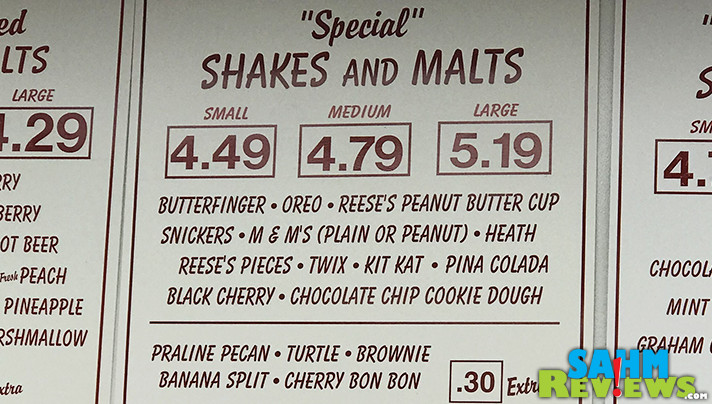 ed
LTS
LARGE
4.29
RRY
BERRY
OT BEER
Fresh PEACH
PINEAPPLE
RSHMALLOW
xtra
"Special"
SHAKES AND MALTS
SMALL MEDIUM LARGE
4.49 4.79 5.19
BUTTERFINGER • OREO • REESE'S PEANUT BUTTER CUP
SNICKERS • M & M'S (PLAIN OR PEANUT) • HEATH
REESE'S PIECES • TWIX • KIT KAT • PINA COLADA
BLACK CHERRY • CHOCOLATE CHIP COOKIE DOUGH
PRALINE PECAN • TURTLE • BROWNIE
BANANA SPLIT • CHERRY BON BON
.30 Extr
"
S
SM
4.
CHOCOLA
MINT
GRAHAM
SAHM
REVIEWS.COM